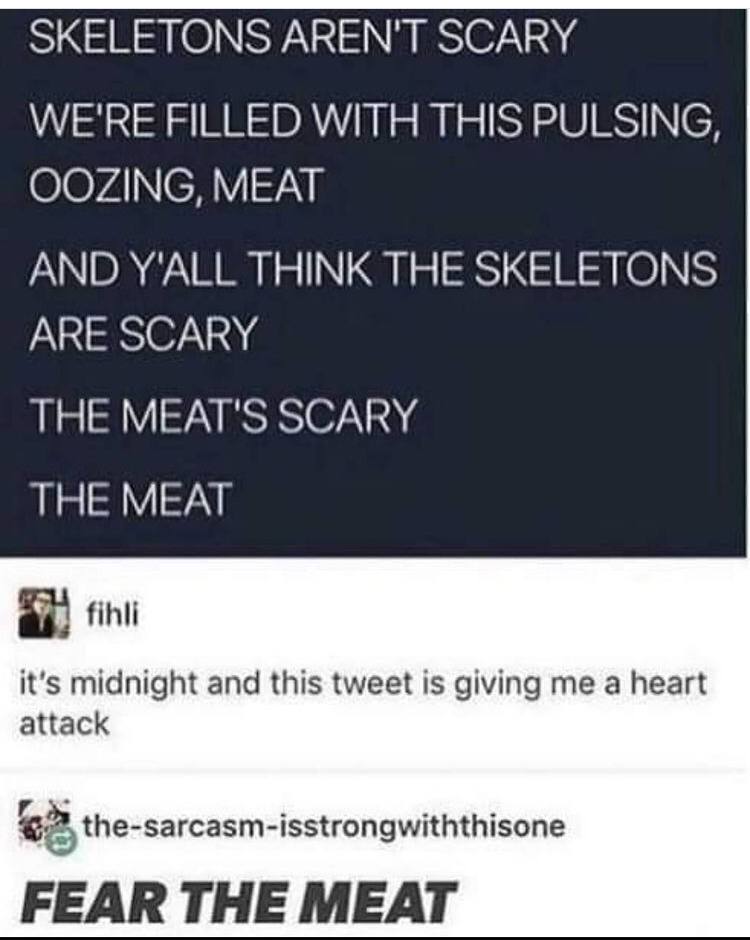 SKELETONS AREN'T SCARY
WE'RE FILLED WITH THIS PULSING,
OOZING, MEAT
AND Y'ALL THINK THE SKELETONS
ARE SCARY
THE MEAT'S SCARY
THE MEAT
fihli
it's midnight and this tweet is giving me a heart
attack
the-sarcasm-isstrongwiththisone
FEAR THE MEAT